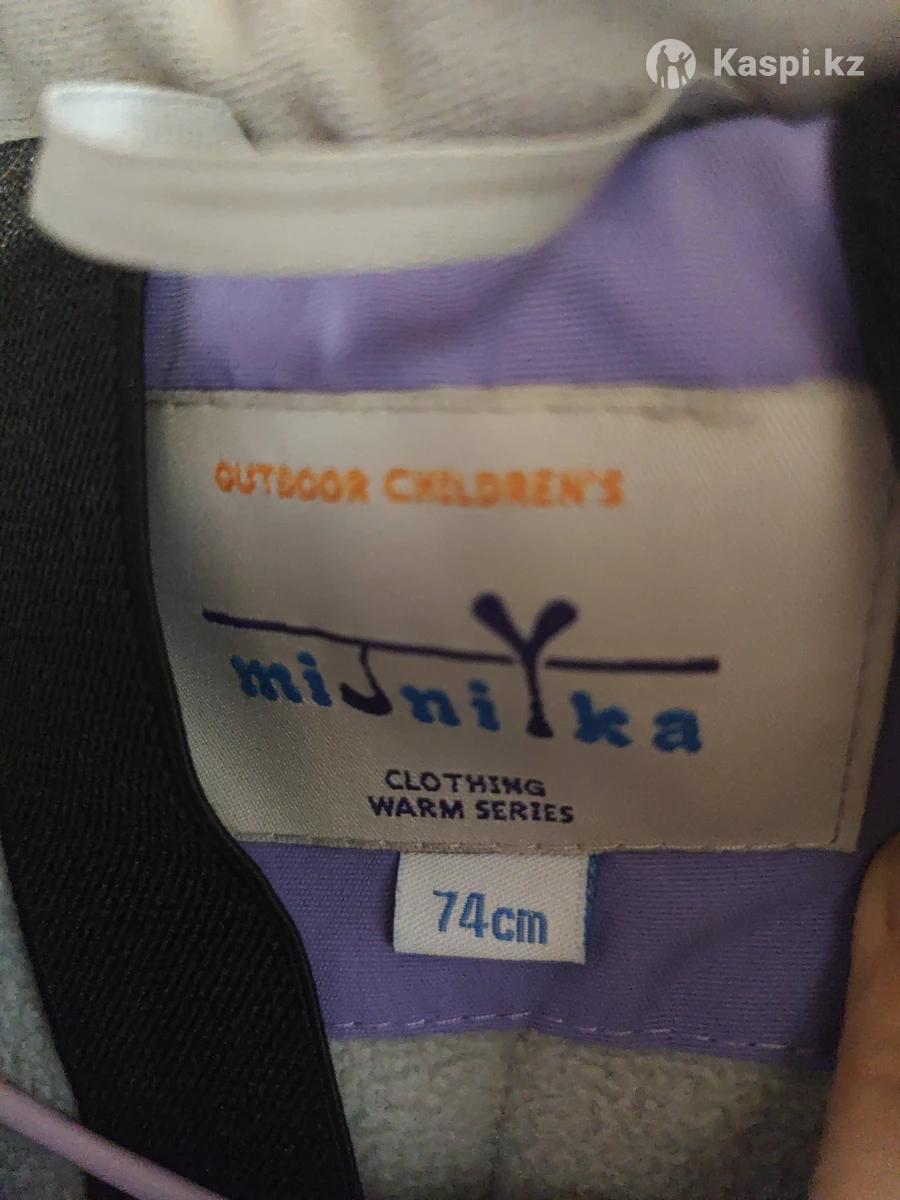 Kaspi.kz
OUTDOOR CHILDREN'S
miJniYka
CLOTHING
WARM SERIES
74cm